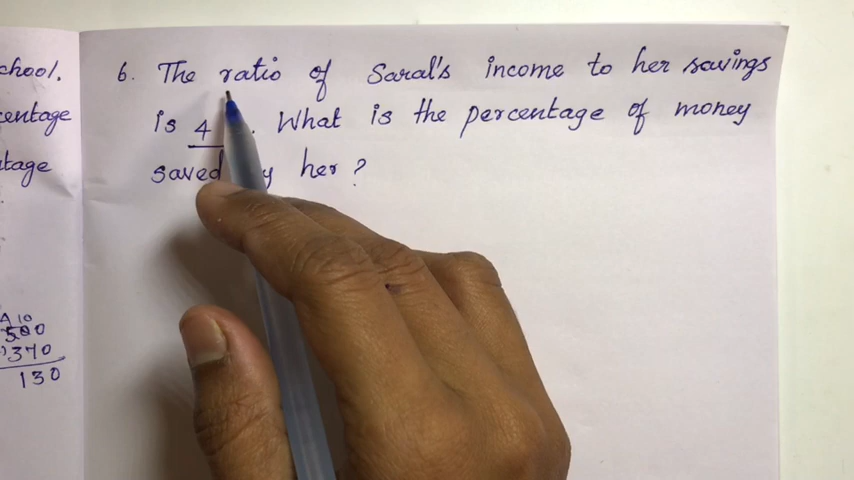 chool.
centage
tage
500
370
130
6. The ratio of Saral's income to her savings
is 4 . What is the percentage of money
saved her ?